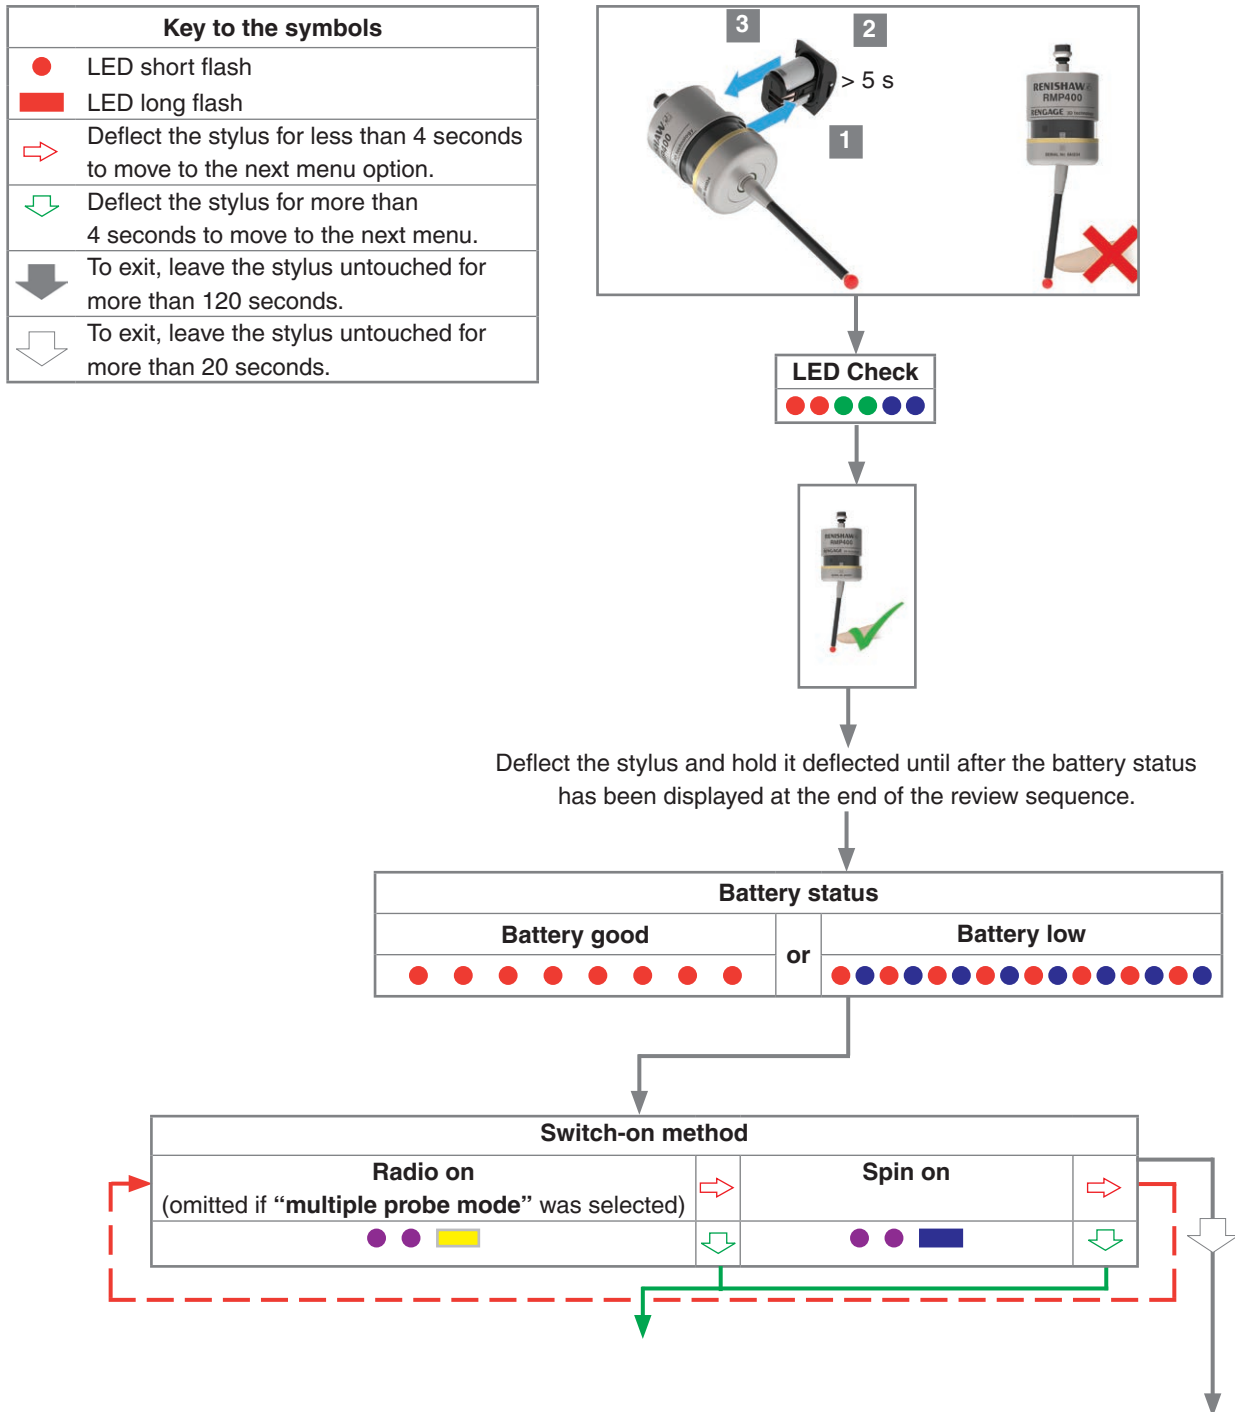 Key to the symbols
LED short flash
LED long flash
Deflect the stylus for less than 4 seconds
to move to the next menu option.
Deflect the stylus for more than
4 seconds to move to the next menu.
To exit, leave the stylus untouched for
more than 120 seconds.
To exit, leave the stylus untouched for
more than 20 seconds.
3
2
> 5 s
1
RENISHAW
RMP400
RENGAGE
LED Check
RENISHAW
RMP400
RENGAGE
Deflect the stylus and hold it deflected until after the battery status
has been displayed at the end of the review sequence.
Battery status
Battery good
or
Battery low
Switch-on method
Radio on
(omitted if “multiple probe mode” was selected)
Spin on